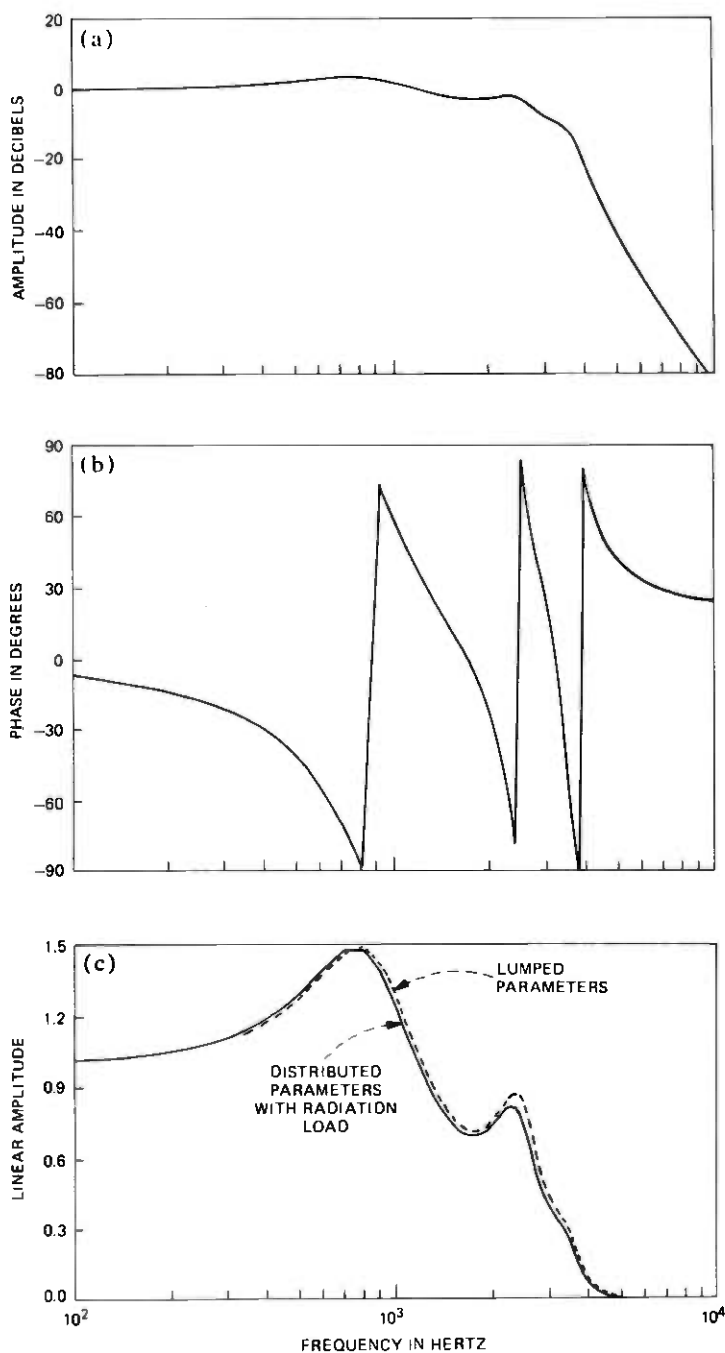 (a)
20
0
−20
−40
−60
−80
AMPLITUDE IN DECIBELS
(b)
90
60
30
0
−30
−60
−90
PHASE IN DEGREES
(c)
1.5
1.2
0.9
0.6
0.3
0.0
LINEAR AMPLITUDE
LUMPED
PARAMETERS
DISTRIBUTED
PARAMETERS
WITH RADIATION
LOAD
10²
10³
10⁴
FREQUENCY IN HERTZ